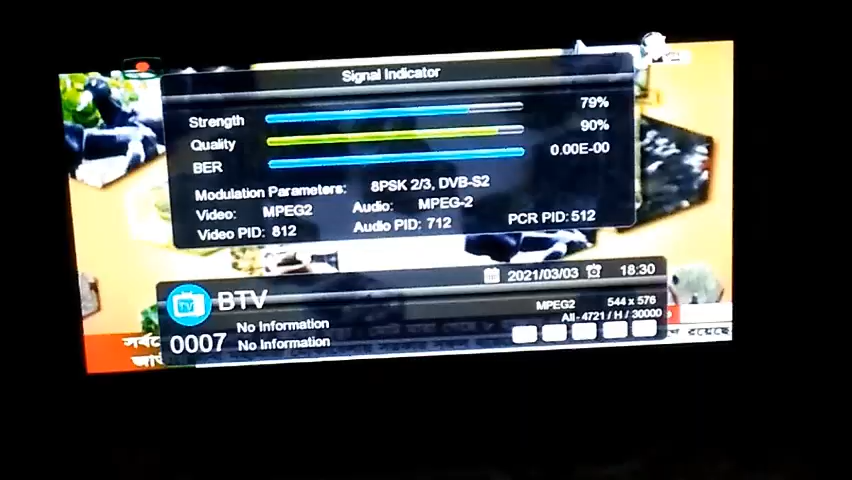 Signal Indicator
Strength 79%
Quality 90%
BER 0.00E-00
Modulation Parameters: 8PSK 2/3, DVB-S2
Video: MPEG2 Audio: MPEG-2
Video PID: 812 Audio PID: 712 PCR PID: 512
2021/03/03 18:30
TV BTV
MPEG2 544 x 576
No Information All - 4721 / H / 30000
0007 No Information
রয়েছে